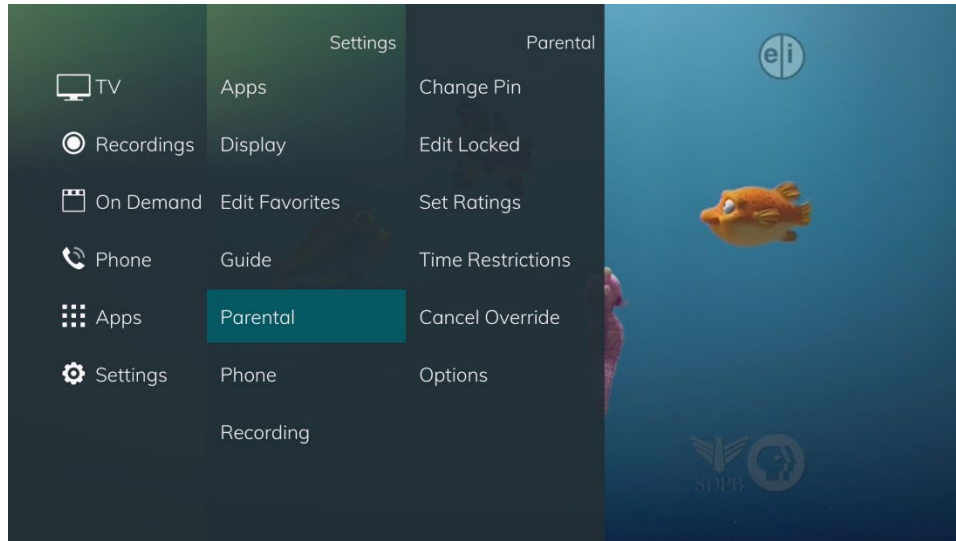 Settings
Parental
TV
Apps
Change Pin
Recordings
Display
Edit Locked
On Demand
Edit Favorites
Set Ratings
Phone
Guide
Time Restrictions
Apps
Parental
Cancel Override
Settings
Phone
Options
Recording
e|i
SDPB